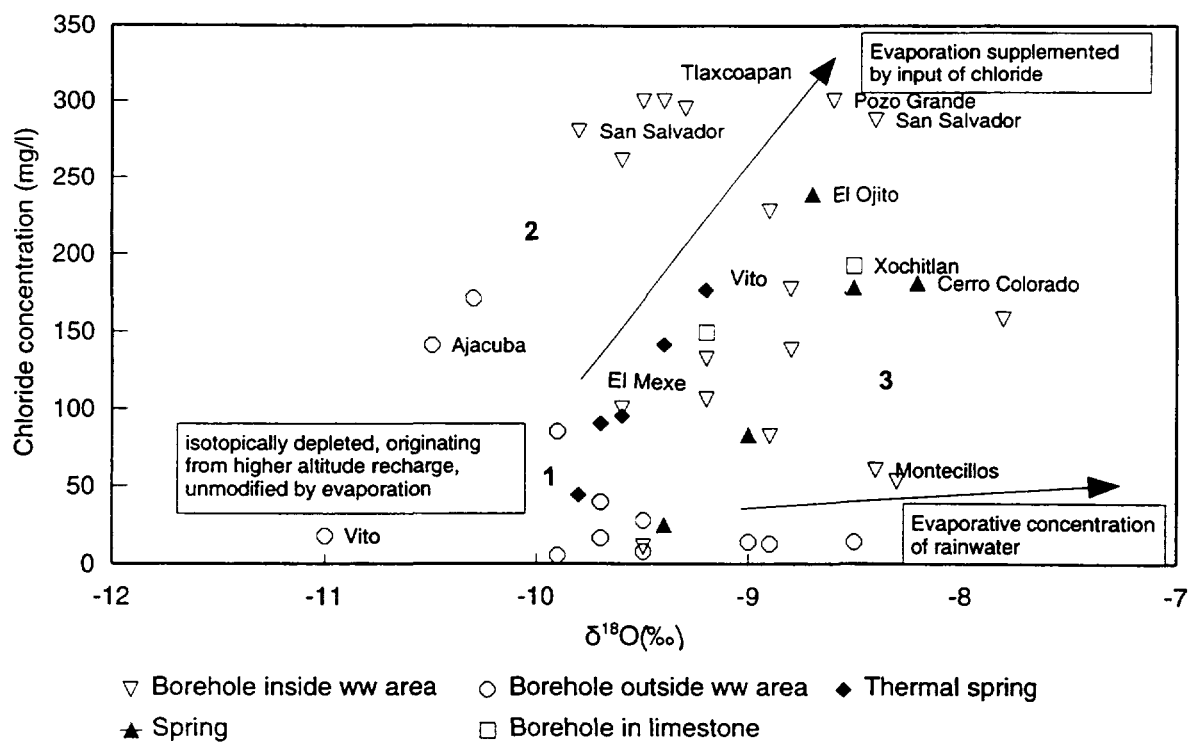 350
300
250
200
150
100
50
0
Chloride concentration (mg/l)
Evaporation supplemented
by input of chloride
Tlaxcoapan
Pozo Grande
San Salvador
San Salvador
El Ojito
2
Vito
Xochitlan
Cerro Colorado
Ajacuba
El Mexe
3
isotopically depleted, originating
from higher altitude recharge,
unmodified by evaporation
1
Montecillos
Vito
Evaporative concentration
of rainwater
-12 -11 -10 -9 -8 -7
δ¹⁸O(‰)
Borehole inside ww area Borehole outside ww area Thermal spring
Spring Borehole in limestone